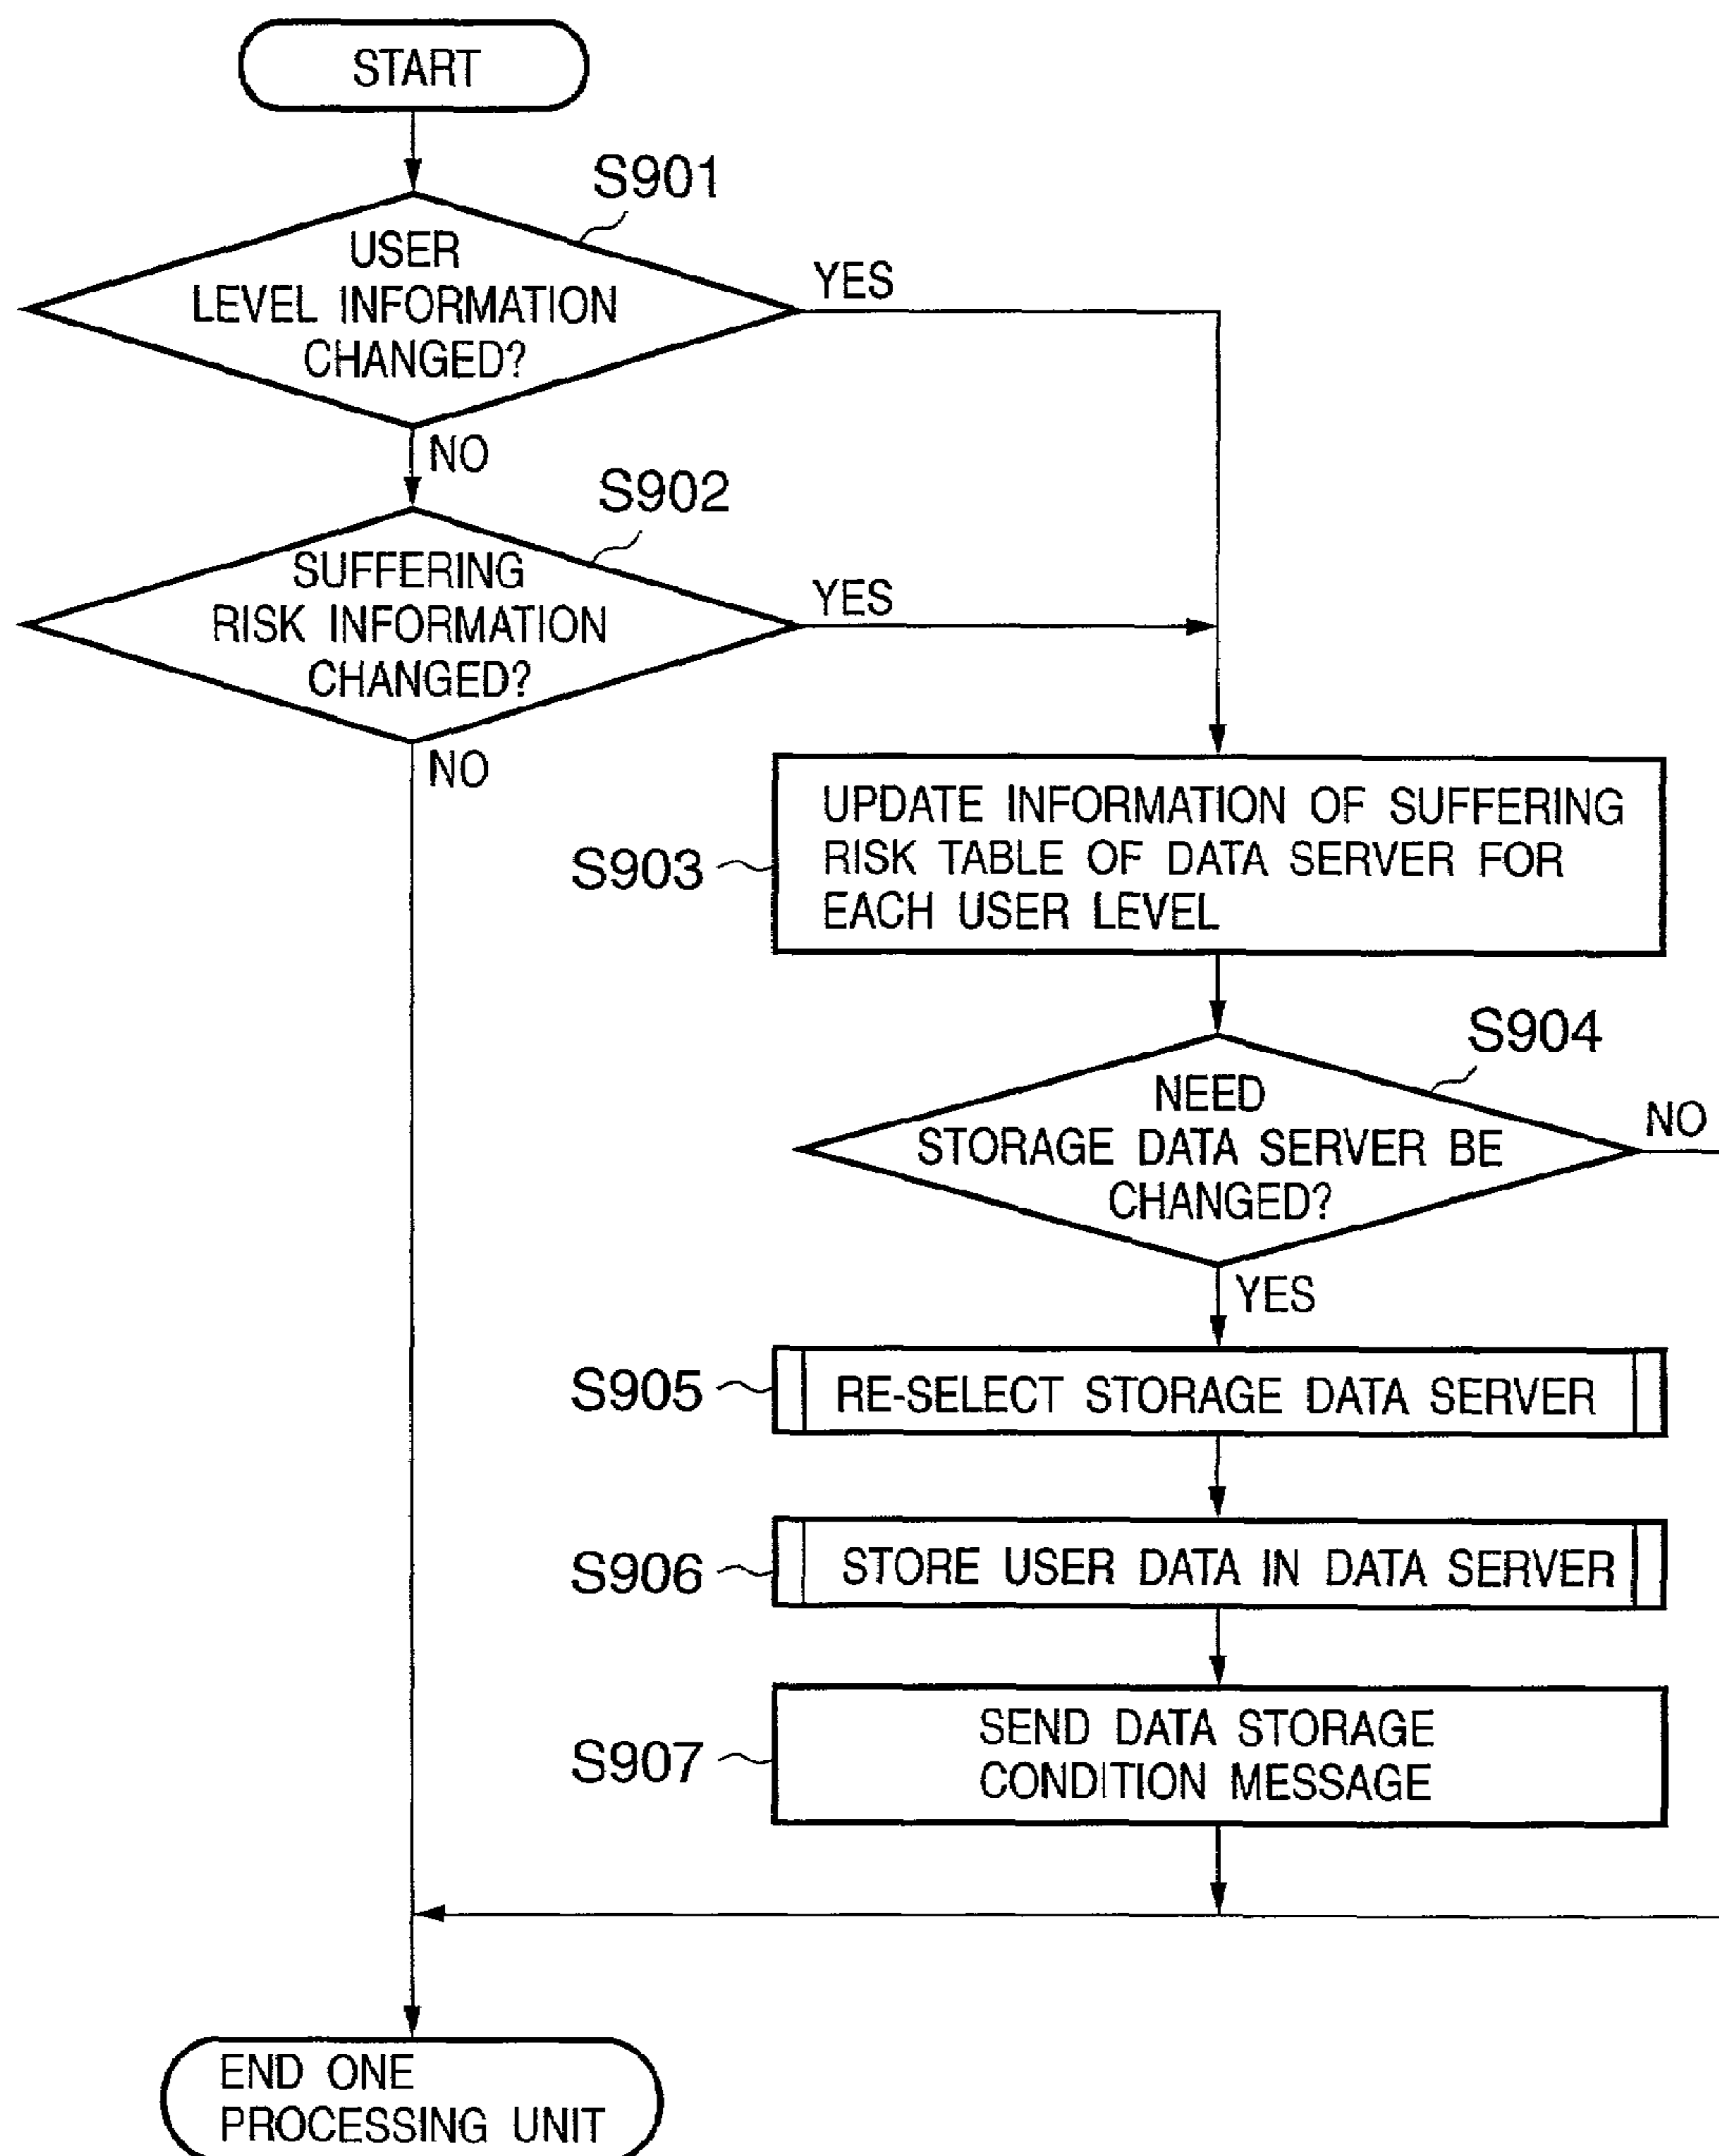 START
S901
USER
LEVEL INFORMATION
CHANGED?
YES
NO
S902
SUFFERING
RISK INFORMATION
CHANGED?
YES
NO
S903
UPDATE INFORMATION OF SUFFERING
RISK TABLE OF DATA SERVER FOR
EACH USER LEVEL
S904
NEED
STORAGE DATA SERVER BE
CHANGED?
NO
YES
S905
RE-SELECT STORAGE DATA SERVER
S906
STORE USER DATA IN DATA SERVER
S907
SEND DATA STORAGE
CONDITION MESSAGE
END ONE
PROCESSING UNIT